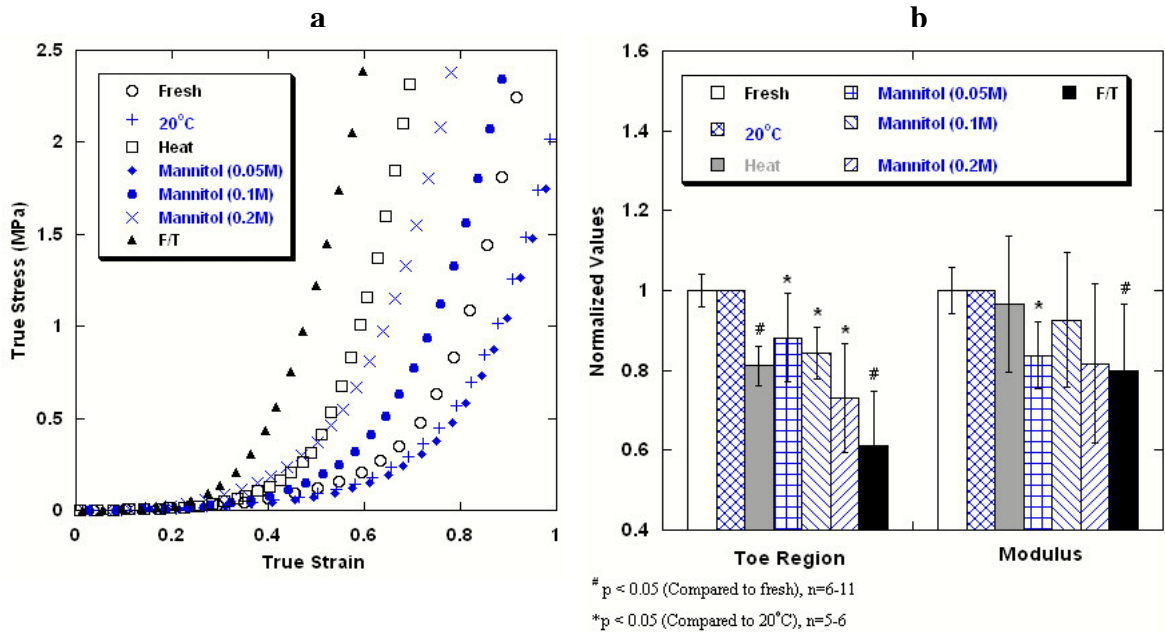 a
b
2.5
2
1.5
1
0.5
0
True Stress (MPa)
Fresh
20°C
Heat
Mannitol (0.05M)
Mannitol (0.1M)
Mannitol (0.2M)
F/T
0
0.2
0.4
0.6
0.8
1
True Strain
1.6
1.4
1.2
1
0.8
0.6
0.4
Normalized Values
Fresh
Mannitol (0.05M)
F/T
20°C
Mannitol (0.1M)
Heat
Mannitol (0.2M)
#
*
*
*
#
*
#
Toe Region
Modulus
# p < 0.05 (Compared to fresh), n=6-11
*p < 0.05 (Compared to 20°C), n=5-6